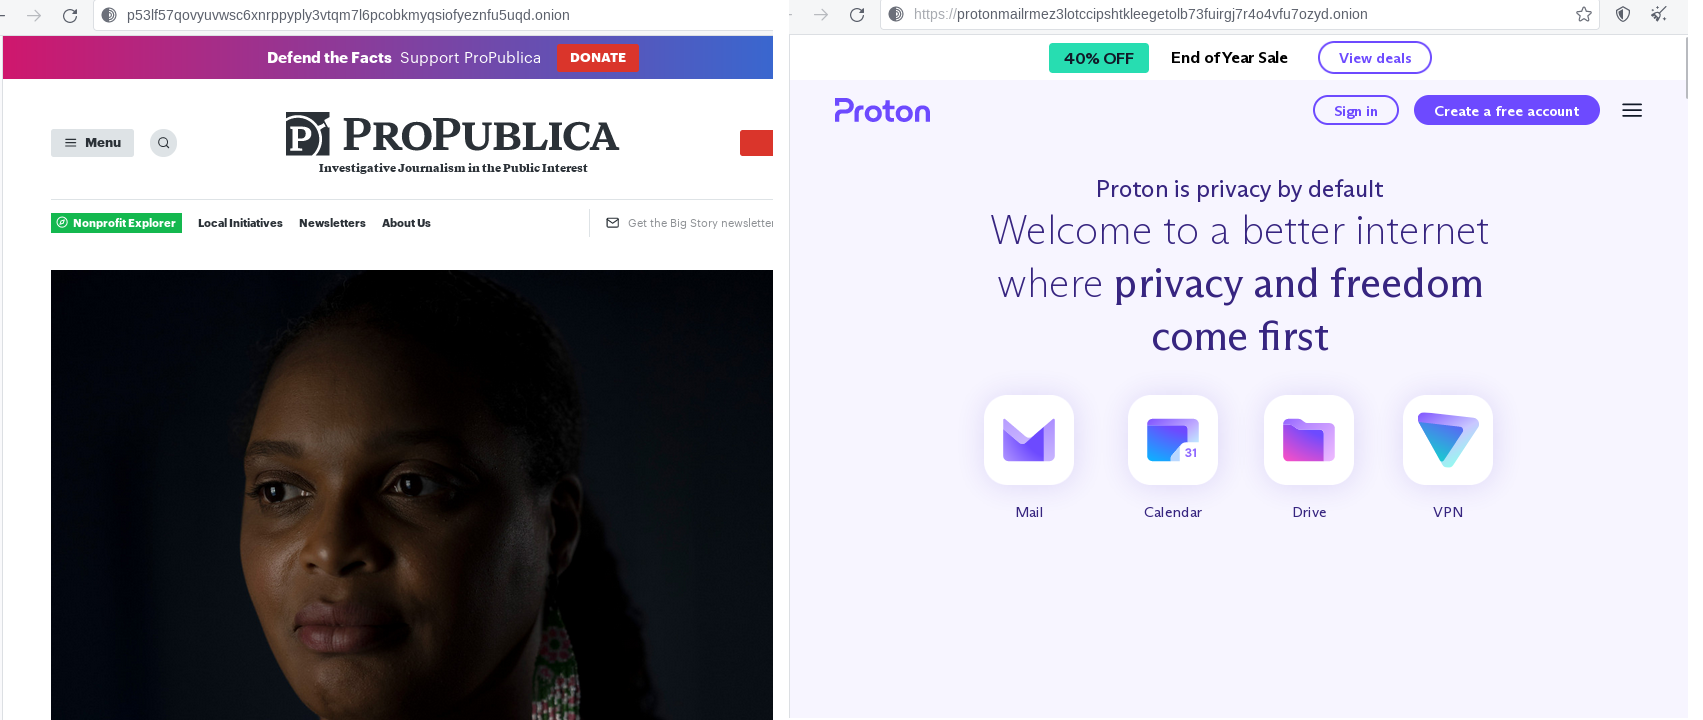 p53lf57qovyuvwsc6xnrppyply3vtqm7l6pcobkmyqsiofyeznfu5uqd.onion
Defend the Facts Support ProPublica DONATE
Menu
PROPUBLICA
Investigative Journalism in the Public Interest
Nonprofit Explorer Local Initiatives Newsletters About Us Get the Big Story newsletter
https://protonmailrmez3lotccipshtkleegetolb73fuirgj7r4o4vfu7ozyd.onion
40% OFF End of Year Sale View deals
Proton Sign in Create a free account
Proton is privacy by default
Welcome to a better internet
where privacy and freedom
come first
31
Mail Calendar Drive VPN